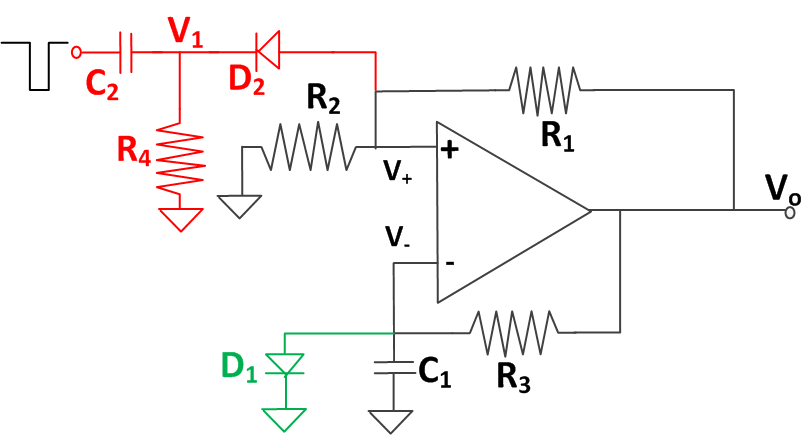 V1
C2
D2
R2
R1
R4
+
V+
Vo
V-
-
D1
C1
R3